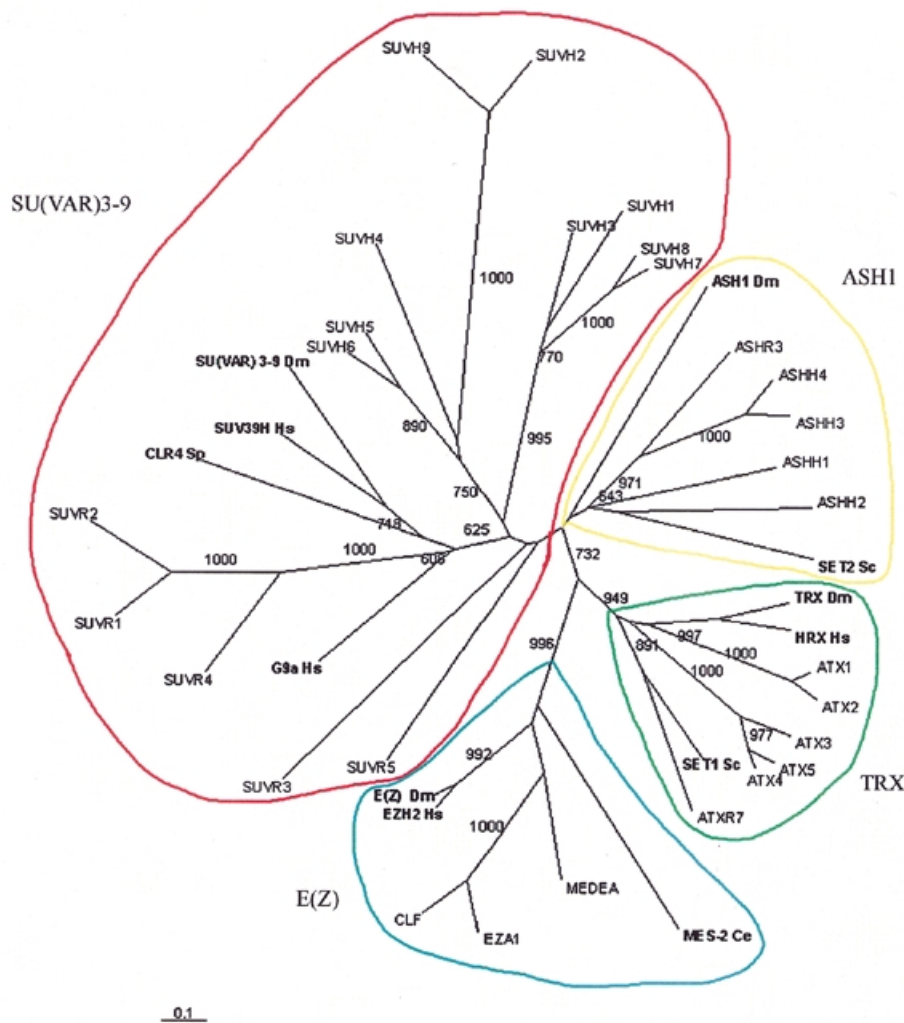 SUVH9
SUVH2
SU(VAR)3-9
SUVH1
SUVH3
SUVH4
SUVH8
SUVH7
ASH1
ASH1 Dm
1000
1000
SUVH5
SUVH6
ASHR3
770
SU(VAR) 3-9 Dm
ASHH4
890
SUV39H Hs
995
1000
ASHH3
CLR4 Sp
ASHH1
971
750
643
ASHH2
SUVR2
718
625
1000
1000
608
732
SET2 Sc
949
TRX Dm
SUVR1
996
891
997
HRX Hs
1000
SUVR4
G9a Hs
1000
ATX1
ATX2
977
ATX3
SET1 Sc
ATX5
SUVR5
992
ATX4
TRX
SUVR3
E(Z) Dm
EZH2 Hs
ATXR7
1000
E(Z)
MEDEA
CLF
EZA1
MES-2 Ce
0.1